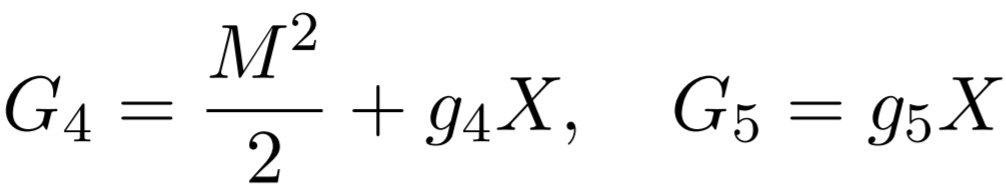 G_4 = \frac{M^2}{2} + g_4 X, \quad G_5 = g_5 X